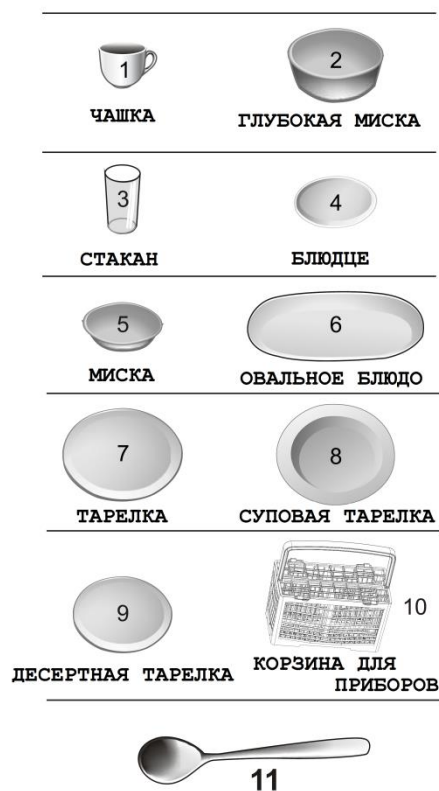 1
2
ЧАШКА
ГЛУБОКАЯ МИСКА
3
4
СТАКАН
БЛЮДЦЕ
5
6
МИСКА
ОВАЛЬНОЕ БЛЮДО
7
8
ТАРЕЛКА
СУПОВАЯ ТАРЕЛКА
9
10
ДЕСЕРТНАЯ ТАРЕЛКА
КОРЗИНА ДЛЯ
ПРИБОРОВ
11